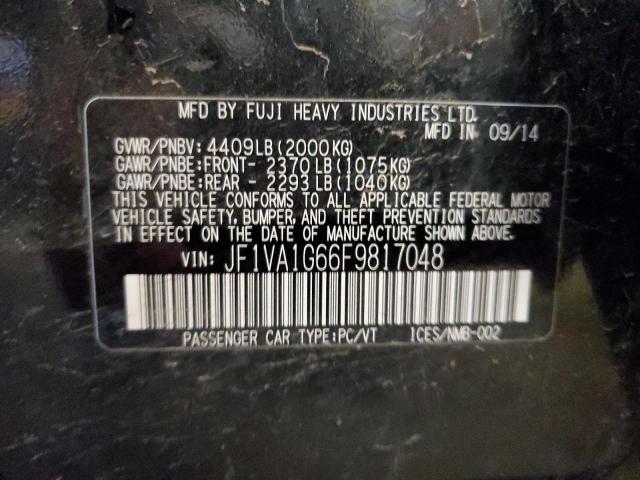 MFD BY FUJI HEAVY INDUSTRIES LTD.
MFD IN 09/14
GVWR/PNBV: 4409LB (2000KG)
GAWR/PNBE:FRONT- 2370LB (1075KG)
GAWR/PNBE:REAR - 2293LB (1040KG)
THIS VEHICLE CONFORMS TO ALL APPLICABLE FEDERAL MOTOR
VEHICLE SAFETY, BUMPER, AND THEFT PREVENTION STANDARDS
IN EFFECT ON THE DATE OF MANUFACTURE SHOWN ABOVE.
VIN: JF1VA1G66F9817048
PASSENGER CAR TYPE:PC/VT ICES/NMB-002